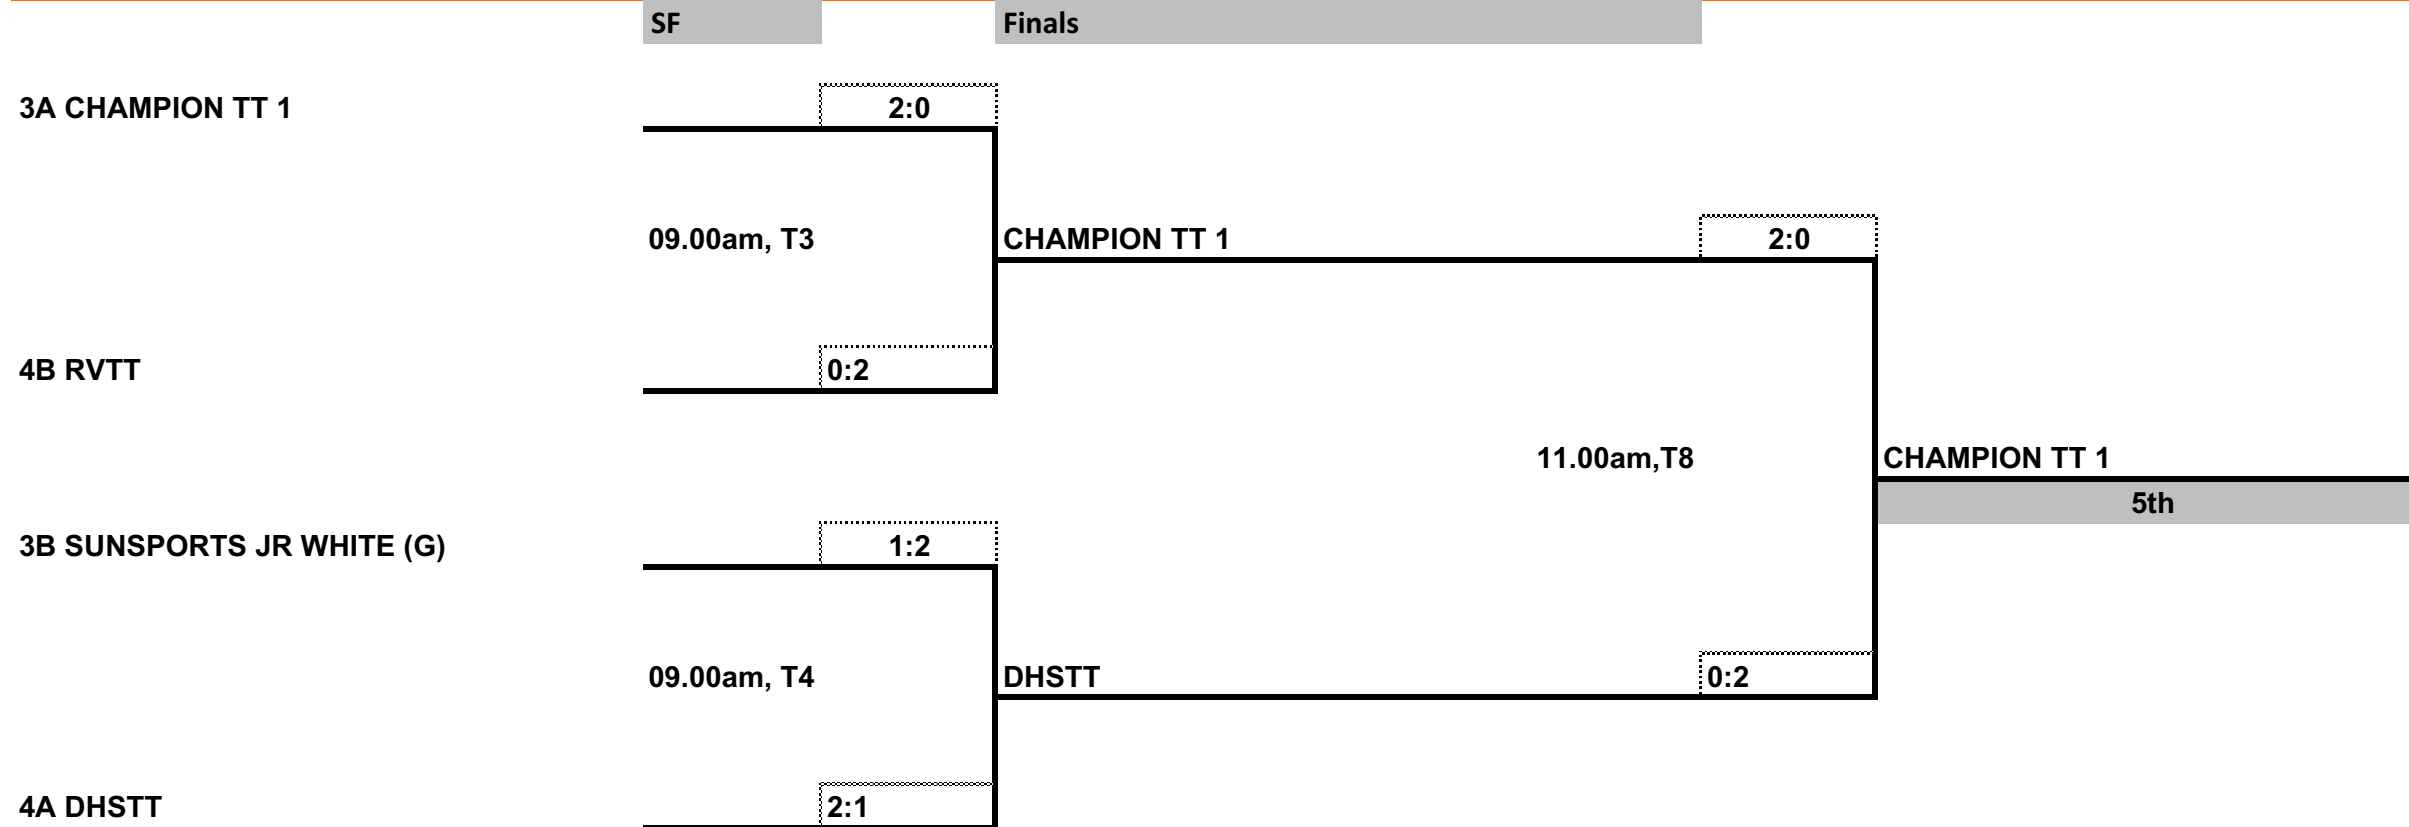 SF Finals
3A CHAMPION TT 1 2:0
09.00am, T3 CHAMPION TT 1 2:0
4B RVTT 0:2
11.00am,T8 CHAMPION TT 1
5th
3B SUNSPORTS JR WHITE (G) 1:2
09.00am, T4 DHSTT 0:2
4A DHSTT 2:1